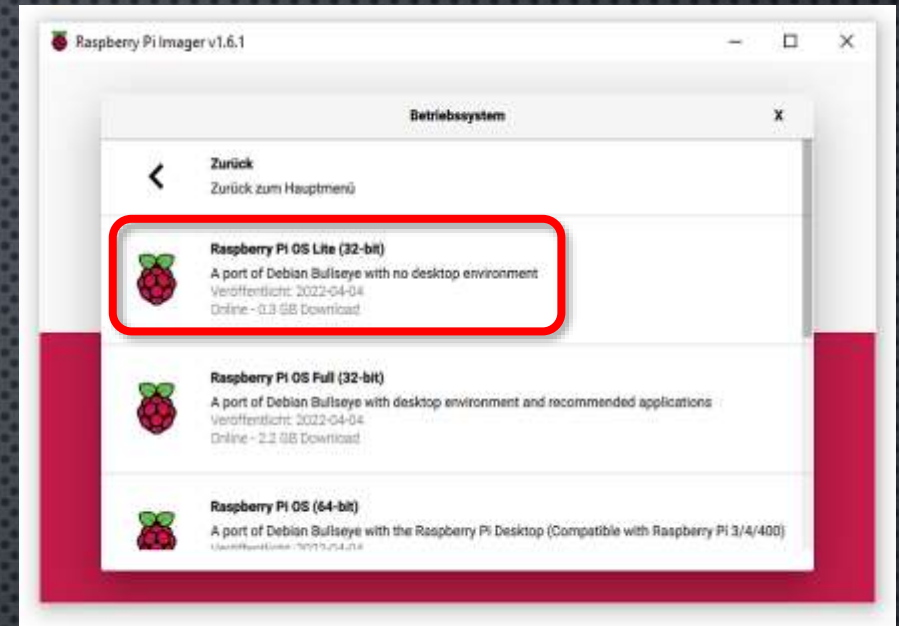 Raspberry Pi Imager v1.6.1
Betriebssystem
X
Zurück
Zurück zum Hauptmenü
Raspberry Pi OS Lite (32-bit)
A port of Debian Bullseye with no desktop environment
Veröffentlicht: 2022-04-04
Online - 0.3 GB Download
Raspberry Pi OS Full (32-bit)
A port of Debian Bullseye with desktop environment and recommended applications
Veröffentlicht: 2022-04-04
Online - 2.2 GB Download
Raspberry Pi OS (64-bit)
A port of Debian Bullseye with the Raspberry Pi Desktop (Compatible with Raspberry Pi 3/4/400)
Veröffentlicht: 2022-04-04